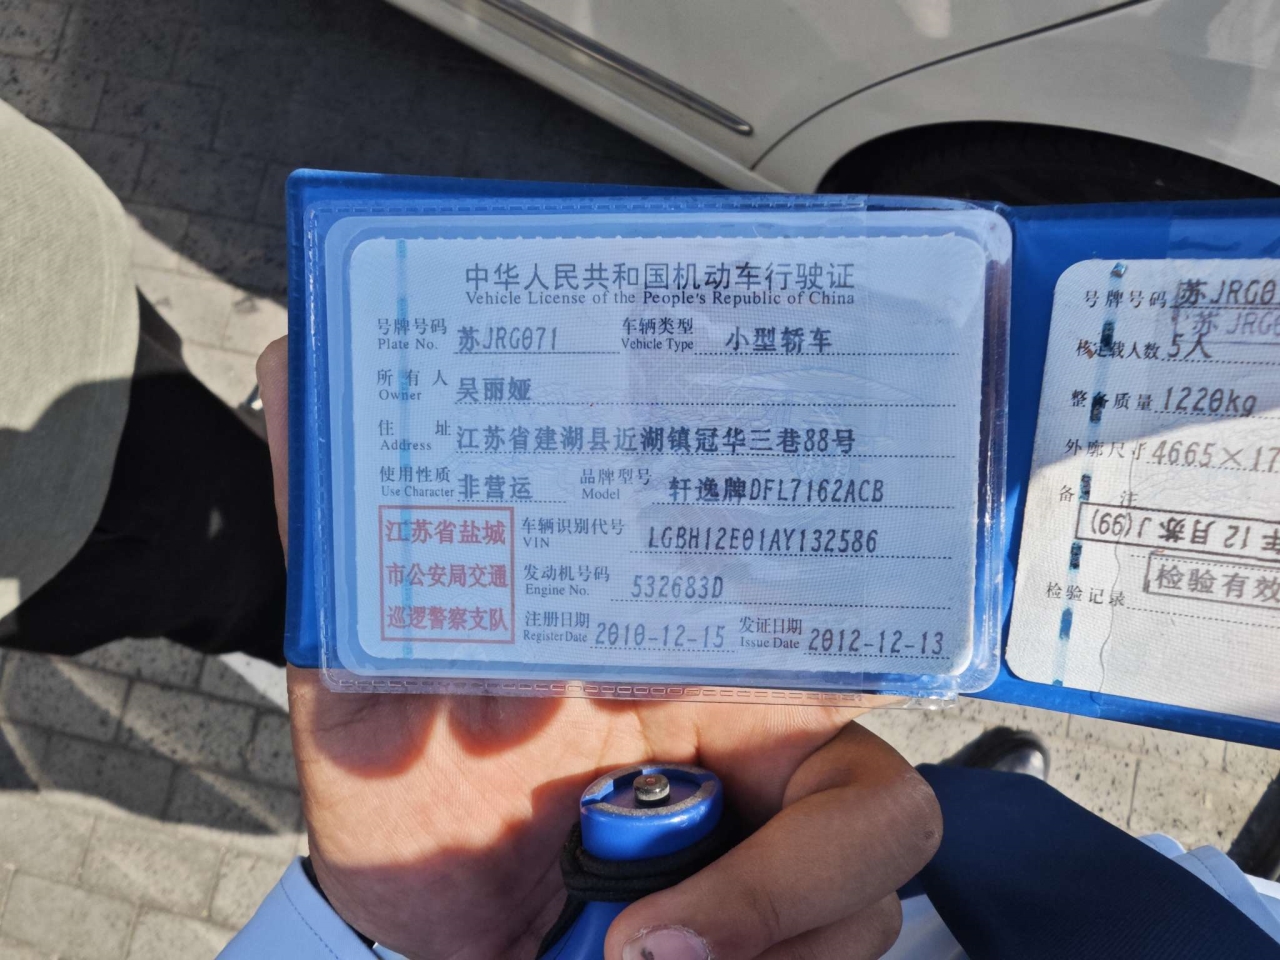 中华人民共和国机动车行驶证
Vehicle License of the People's Republic of China
号牌号码 Plate No. 苏JRG071 车辆类型 Vehicle Type 小型轿车
所有人 Owner 吴丽娅
住址 Address 江苏省建湖县近湖镇冠华三巷88号
使用性质 Use Character 非营运 品牌型号 Model 轩逸牌DFL7162ACB
江苏省盐城
市公安局交通
巡逻警察支队
车辆识别代号 VIN LGBH12E01AY132586
发动机号码 Engine No. 532683D
注册日期 Register Date 2010-12-15 发证日期 Issue Date 2012-12-13
号牌号码 苏JRG0
苏JRG
核定载人数 5人
整备质量 1220kg
外廓尺寸 4665×17
备注
年12月苏J(99)
检验有效
检验记录